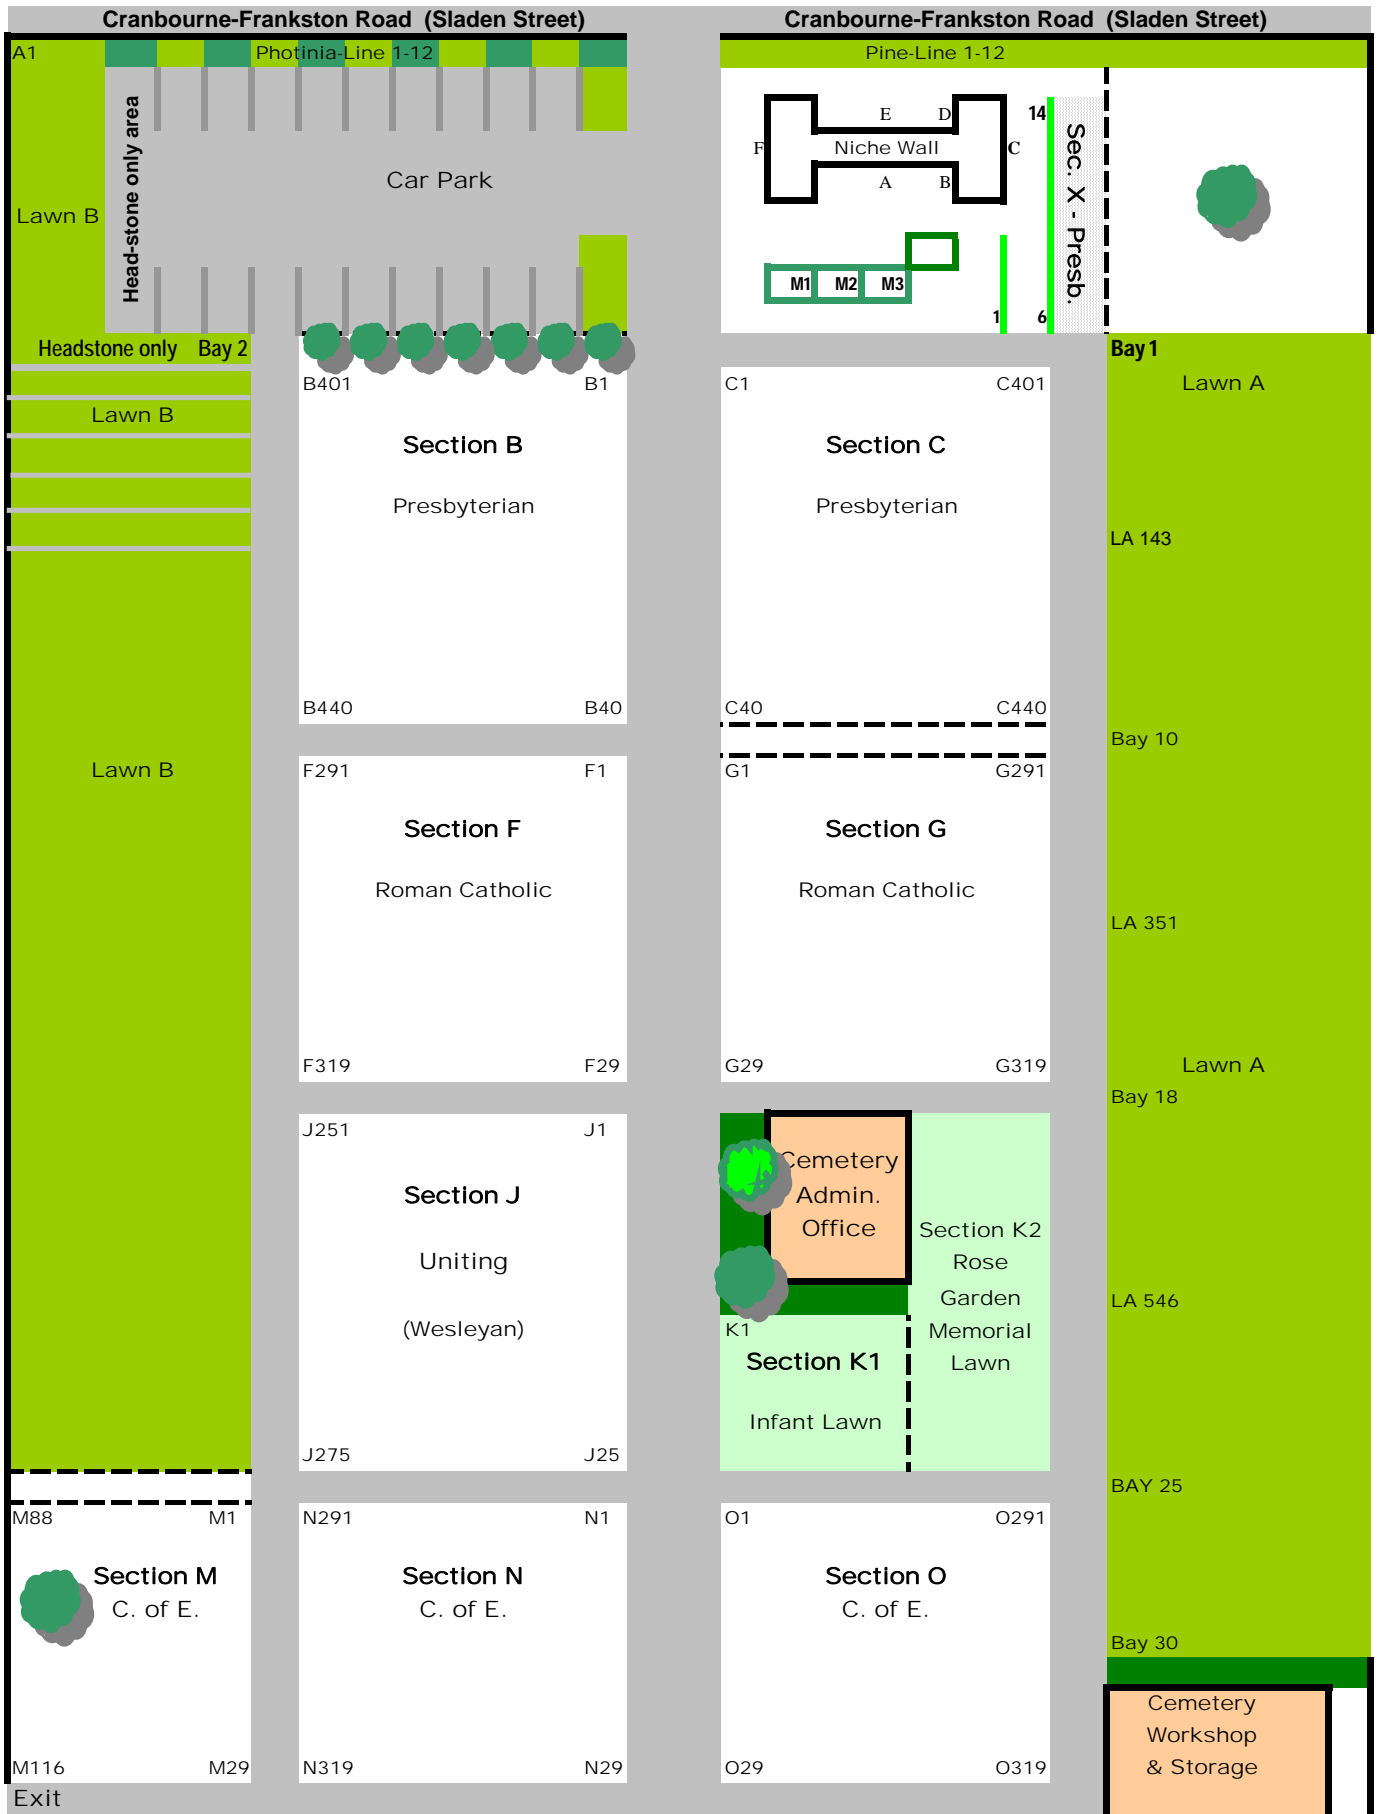 Cranbourne-Frankston Road (Sladen Street)
Cranbourne-Frankston Road (Sladen Street)
A1
Photinia-Line 1-12
Pine-Line 1-12
Head-stone only area
Lawn B
Car Park
E
D
F
Niche Wall
C
A
B
14
Sec. X - Presb.
M1
M2
M3
1
6
Headstone only
Bay 2
Lawn B
B401
B1
Section B
Presbyterian
B440
B40
C1
C401
Section C
Presbyterian
C40
C440
Bay 1
Lawn A
LA 143
Bay 10
Lawn B
F291
F1
Section F
Roman Catholic
F319
F29
G1
G291
Section G
Roman Catholic
G29
G319
LA 351
Lawn A
Bay 18
J251
J1
Section J
Uniting
(Wesleyan)
J275
J25
Cemetery
Admin.
Office
Section K2
Rose
Garden
Memorial
Lawn
K1
Section K1
Infant Lawn
LA 546
BAY 25
M88
M1
Section M
C. of E.
M116
M29
N291
N1
Section N
C. of E.
N319
N29
O1
O291
Section O
C. of E.
O29
O319
Bay 30
Cemetery
Workshop
& Storage
Exit